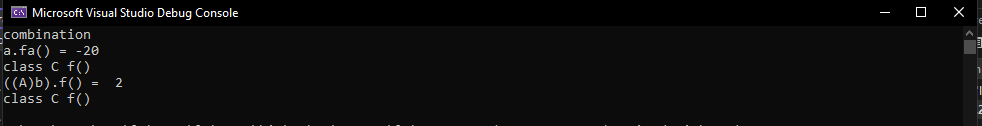 Microsoft Visual Studio Debug Console
combination
a.fa() = -20
class C f()
((A)b).f() =  2
class C f()